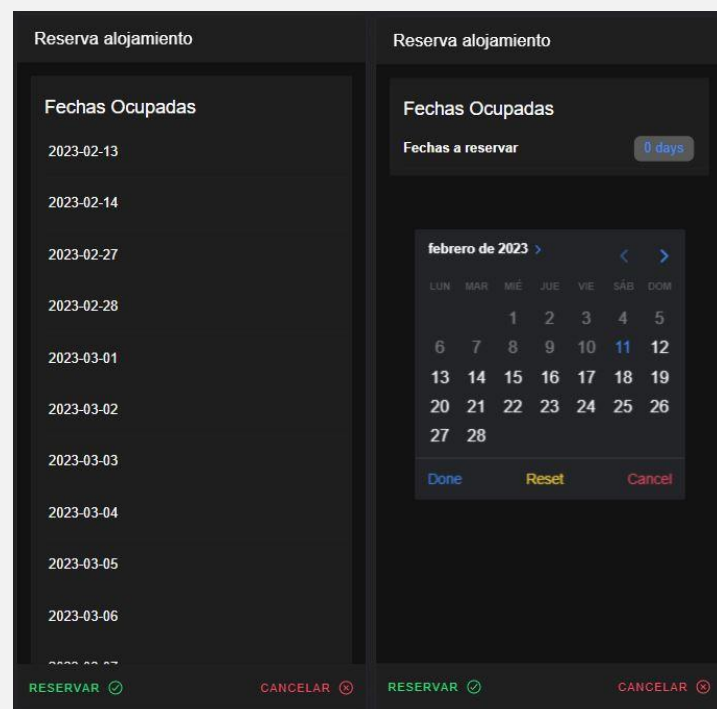 Reserva alojamiento
Fechas Ocupadas
2023-02-13
2023-02-14
2023-02-27
2023-02-28
2023-03-01
2023-03-02
2023-03-03
2023-03-04
2023-03-05
2023-03-06
RESERVAR
CANCELAR
Reserva alojamiento
Fechas Ocupadas
Fechas a reservar 0 days
febrero de 2023
LUN MAR MIÉ JUE VIE SÁB DOM
1 2 3 4 5
6 7 8 9 10 11 12
13 14 15 16 17 18 19
20 21 22 23 24 25 26
27 28
Done Reset Cancel
RESERVAR
CANCELAR